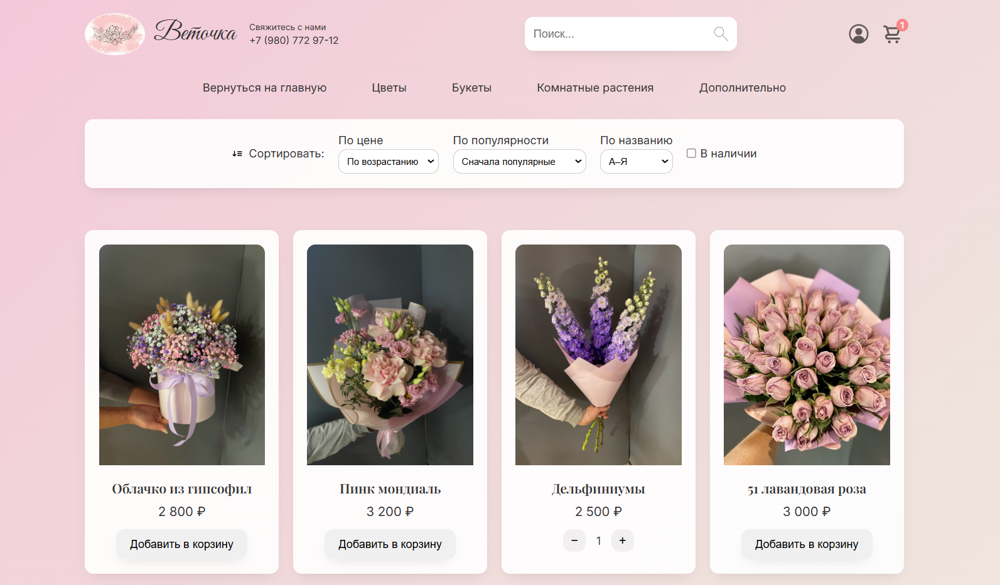 Веточка
Свяжитесь с нами
+7 (980) 772 97-12
Поиск...
1
Вернуться на главную Цветы Букеты Комнатные растения Дополнительно
Сортировать:
По цене
По возрастанию
По популярности
Сначала популярные
По названию
А–Я
В наличии
Облачко из гипсофил
2 800 ₽
Добавить в корзину
Пинк мондиаль
3 200 ₽
Добавить в корзину
Дельфиниумы
2 500 ₽
− 1 +
51 лавандовая роза
3 000 ₽
Добавить в корзину